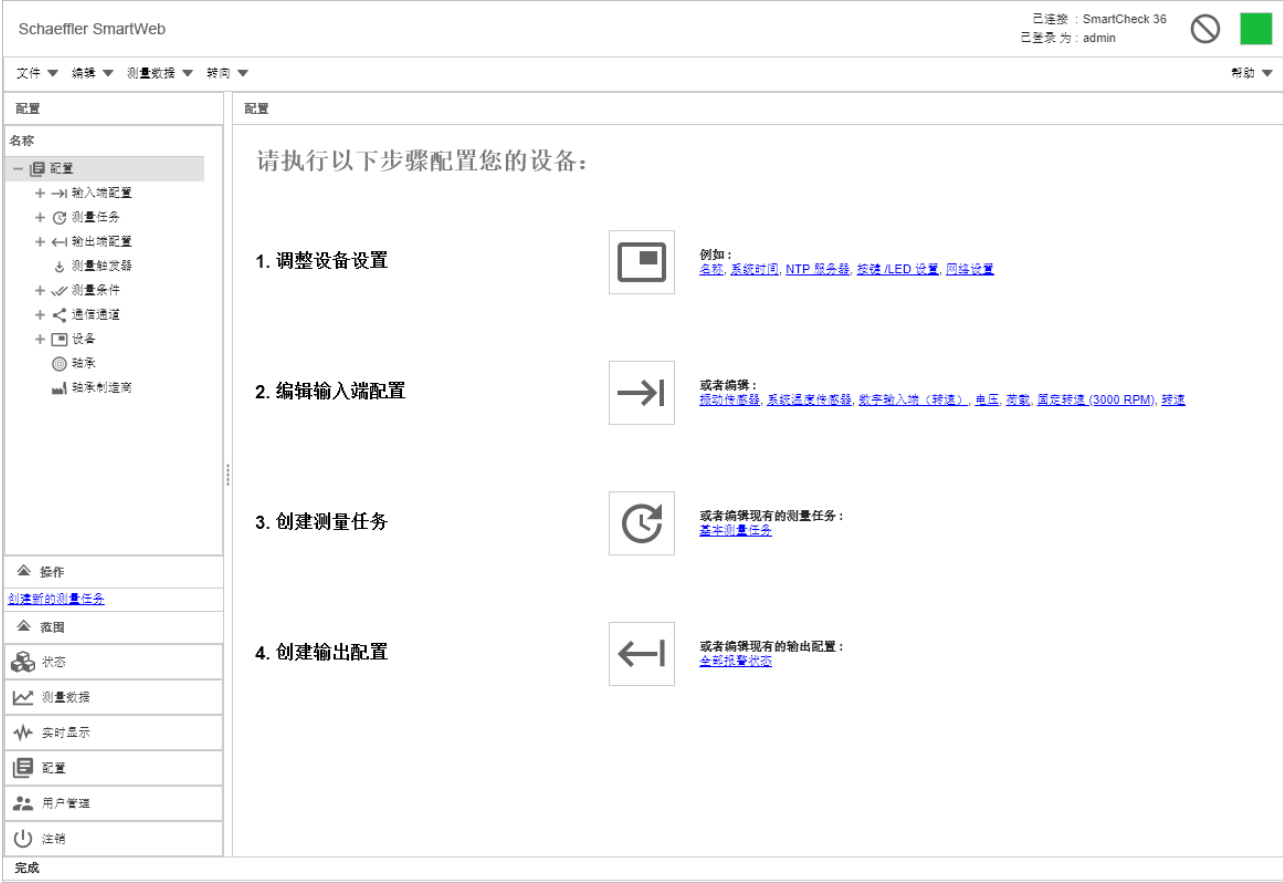 Schaeffler SmartWeb
已连接 : SmartCheck 36
已登录 为 : admin
文件 编辑 测量数据 转向 帮助
配置
名称
配置
输入端配置
测量任务
输出端配置
测量触发器
测量条件
通信通道
设备
轴承
轴承制造商
操作
创建新的测量任务
范围
状态
测量数据
实时显示
配置
用户管理
注销
配置
请执行以下步骤配置您的设备:
1. 调整设备设置
例如 :
名称, 系统时间, NTP 服务器, 按键 /LED 设置, 网络设置
2. 编辑输入端配置
或者编辑 :
振动传感器, 系统温度传感器, 数字输入端（转速）, 电压, 荷载, 固定转速 (3000 RPM), 转速
3. 创建测量任务
或者编辑现有的测量任务 :
基本测量任务
4. 创建输出配置
或者编辑现有的输出配置 :
全部报警状态
完成